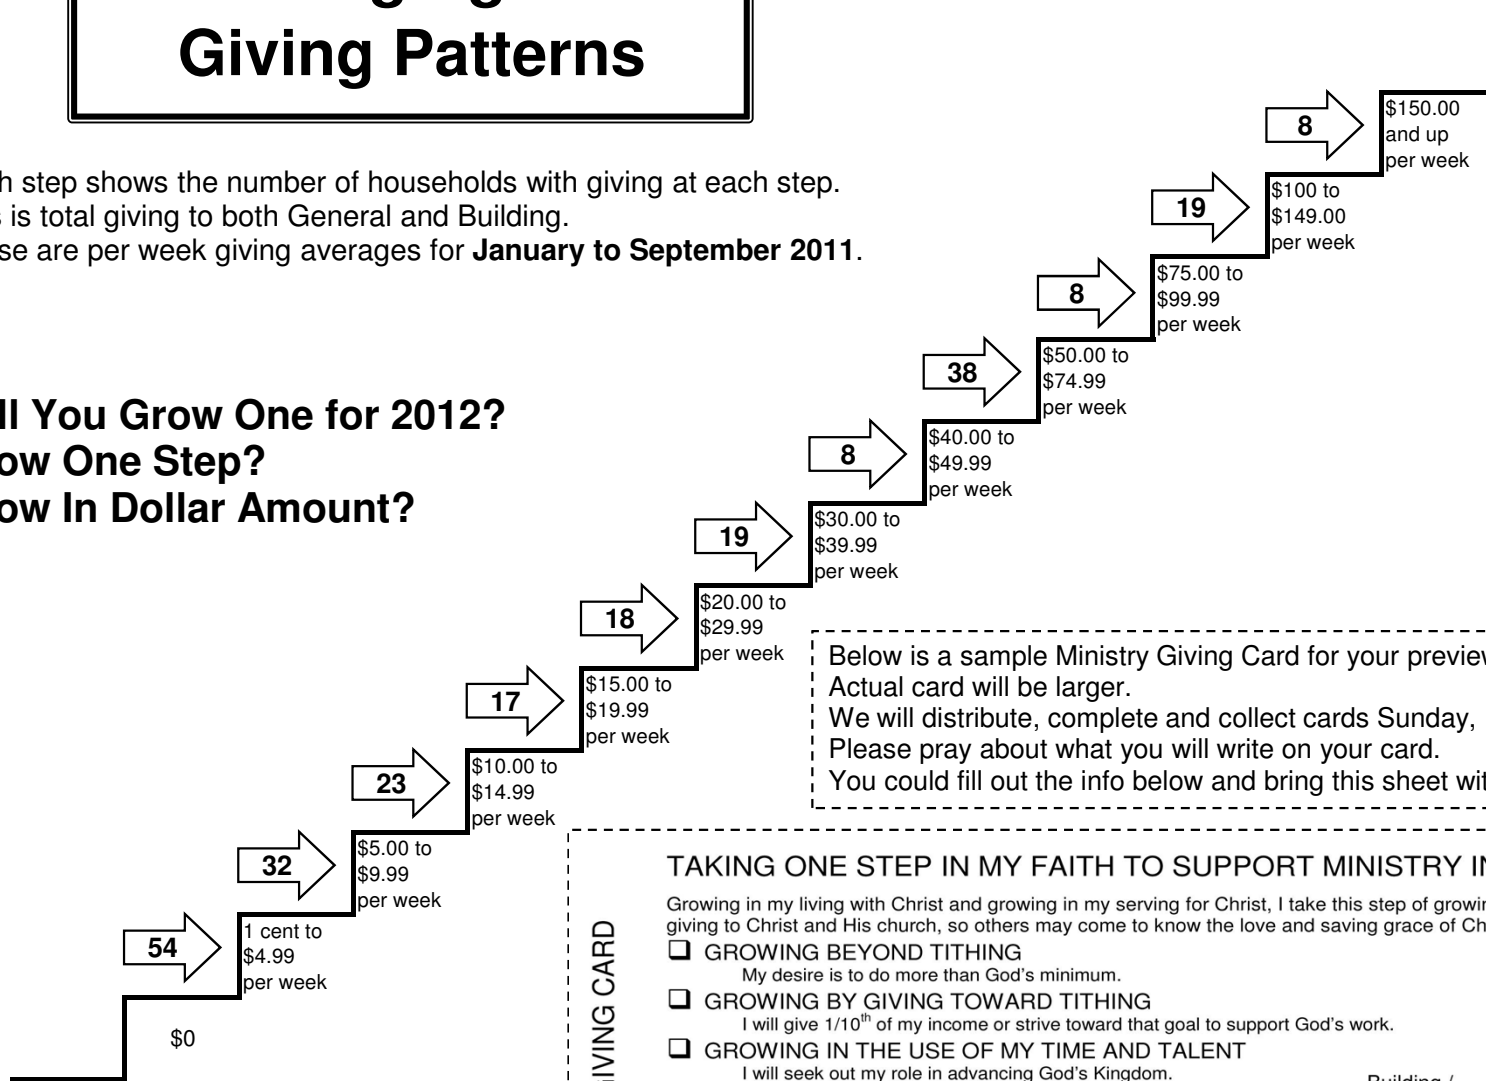 Giving Patterns
h step shows the number of households with giving at each step.
s is total giving to both General and Building.
se are per week giving averages for January to September 2011.
ll You Grow One for 2012?
ow One Step?
ow In Dollar Amount?
8
$150.00
and up
per week
19
$100 to
$149.00
per week
8
$75.00 to
$99.99
per week
38
$50.00 to
$74.99
per week
8
$40.00 to
$49.99
per week
19
$30.00 to
$39.99
per week
18
$20.00 to
$29.99
per week
17
$15.00 to
$19.99
per week
23
$10.00 to
$14.99
per week
32
$5.00 to
$9.99
per week
54
1 cent to
$4.99
per week
$0
Below is a sample Ministry Giving Card for your preview
Actual card will be larger.
We will distribute, complete and collect cards Sunday,
Please pray about what you will write on your card.
You could fill out the info below and bring this sheet wit
GIVING CARD
TAKING ONE STEP IN MY FAITH TO SUPPORT MINISTRY IN
Growing in my living with Christ and growing in my serving for Christ, I take this step of growin
giving to Christ and His church, so others may come to know the love and saving grace of Ch
❑ GROWING BEYOND TITHING
My desire is to do more than God's minimum.
❑ GROWING BY GIVING TOWARD TITHING
I will give 1/10th of my income or strive toward that goal to support God's work.
❑ GROWING IN THE USE OF MY TIME AND TALENT
I will seek out my role in advancing God's Kingdom.
Building /